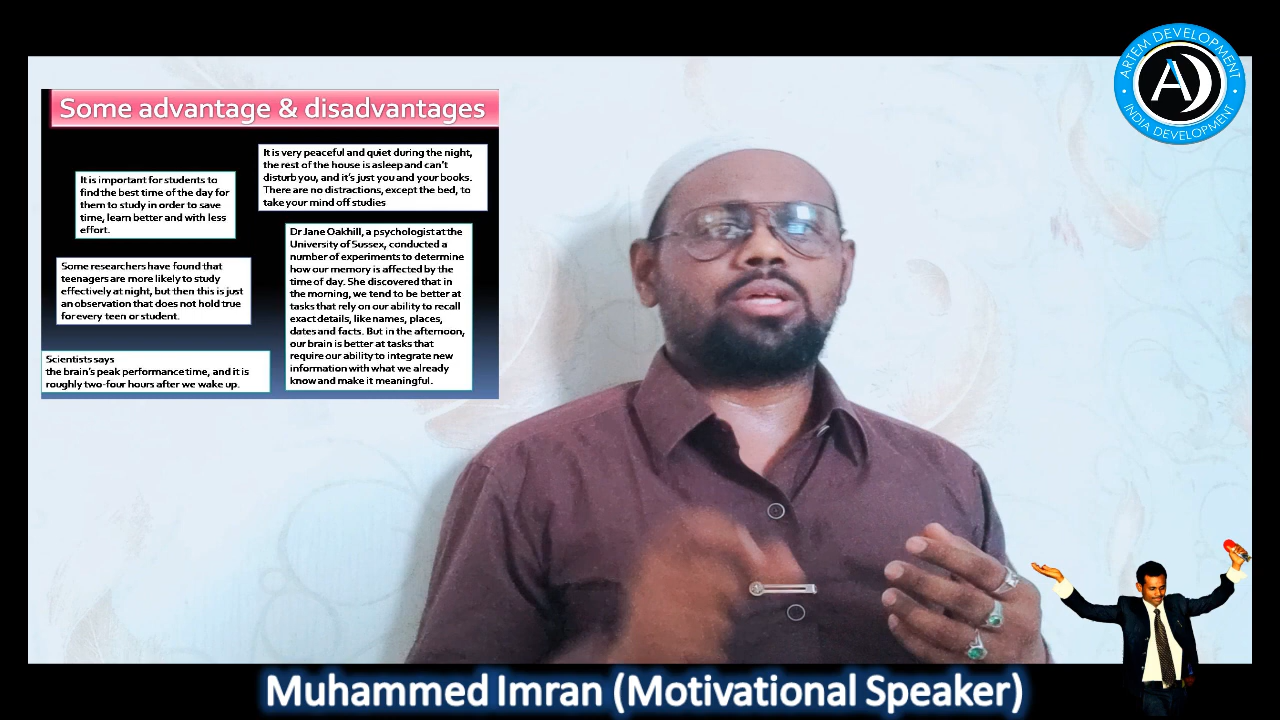 Some advantage & disadvantages
It is very peaceful and quiet during the night,
the rest of the house is asleep and can't
disturb you, and it's just you and your books.
There are no distractions, except the bed, to
take your mind off studies
It is important for students to
find the best time of the day for
them to study in order to save
time, learn better and with less
effort.
Dr Jane Oakhill, a psychologist at the
University of Sussex, conducted a
number of experiments to determine
how our memory is affected by the
time of day. She discovered that in
the morning, we tend to be better at
tasks that rely on our ability to recall
exact details, like names, places,
dates and facts. But in the afternoon,
our brain is better at tasks that
require our ability to integrate new
information with what we already
know and make it meaningful.
Some researchers have found that
teenagers are more likely to study
effectively at night, but then this is just
an observation that does not hold true
for every teen or student.
Scientists says
the brain's peak performance time, and it is
roughly two-four hours after we wake up.
ARTEM DEVELOPMENT
A
INDIA DEVELOPMENT
Muhammed Imran (Motivational Speaker)